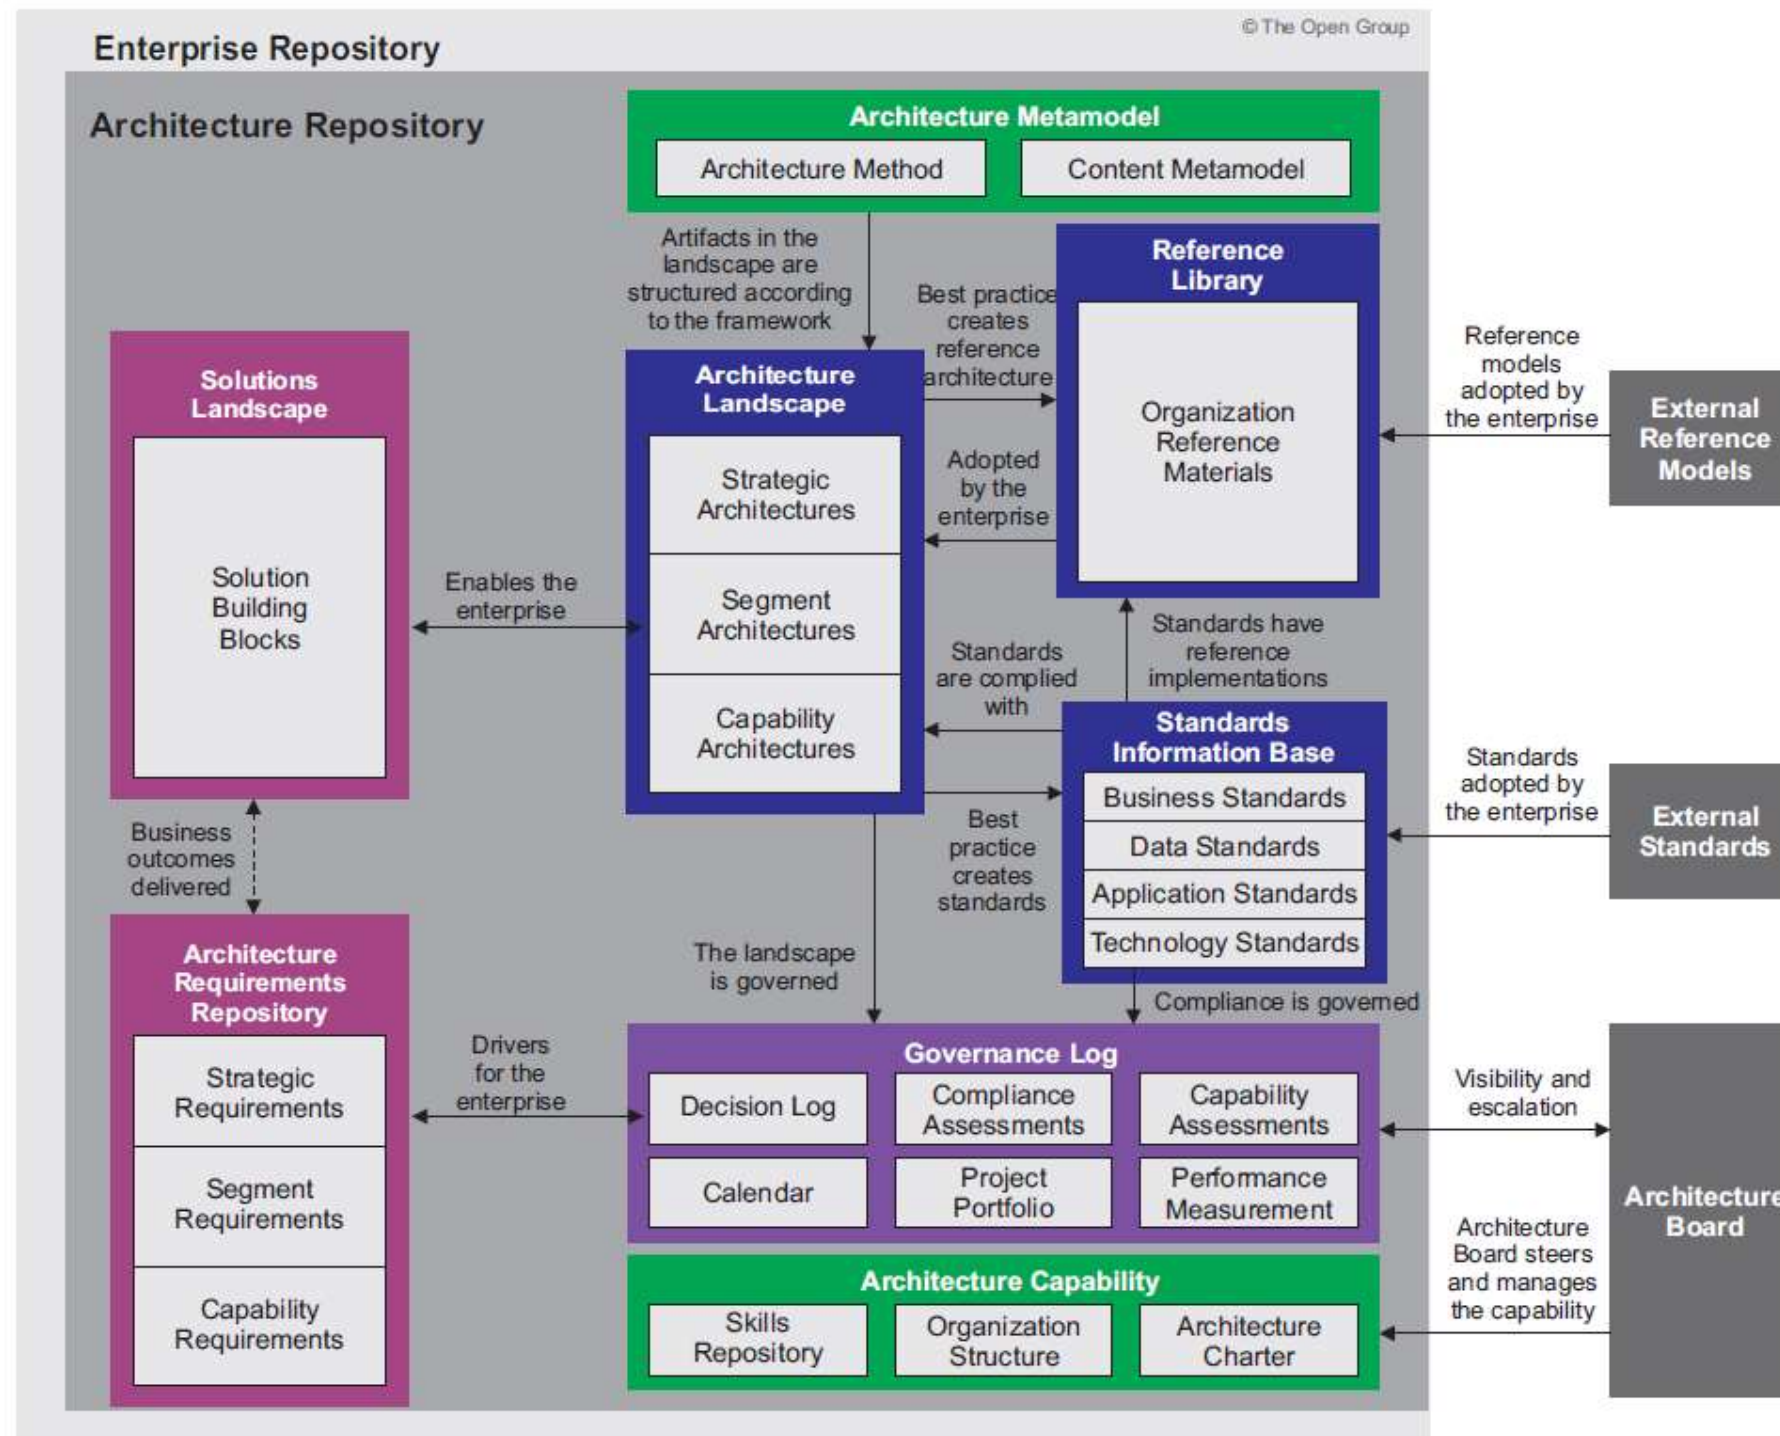 © The Open Group
Enterprise Repository
Architecture Repository
Architecture Metamodel
Architecture Method
Content Metamodel
Artifacts in the
landscape are
structured according
to the framework
Best practice
creates
reference
architecture
Reference
Library
Organization
Reference
Materials
Reference
models
adopted by
the enterprise
External
Reference
Models
Solutions
Landscape
Solution
Building
Blocks
Enables the
enterprise
Architecture
Landscape
Strategic
Architectures
Segment
Architectures
Capability
Architectures
Adopted
by the
enterprise
Standards
are complied
with
Standards have
reference
implementations
Standards
Information Base
Business Standards
Data Standards
Application Standards
Technology Standards
Standards
adopted by
the enterprise
External
Standards
Business
outcomes
delivered
Best
practice
creates
standards
The landscape
is governed
Compliance is governed
Architecture
Requirements
Repository
Strategic
Requirements
Segment
Requirements
Capability
Requirements
Drivers
for the
enterprise
Governance Log
Decision Log
Compliance
Assessments
Capability
Assessments
Calendar
Project
Portfolio
Performance
Measurement
Visibility and
escalation
Architecture
Board
Architecture
Board steers
and manages
the capability
Architecture Capability
Skills
Repository
Organization
Structure
Architecture
Charter